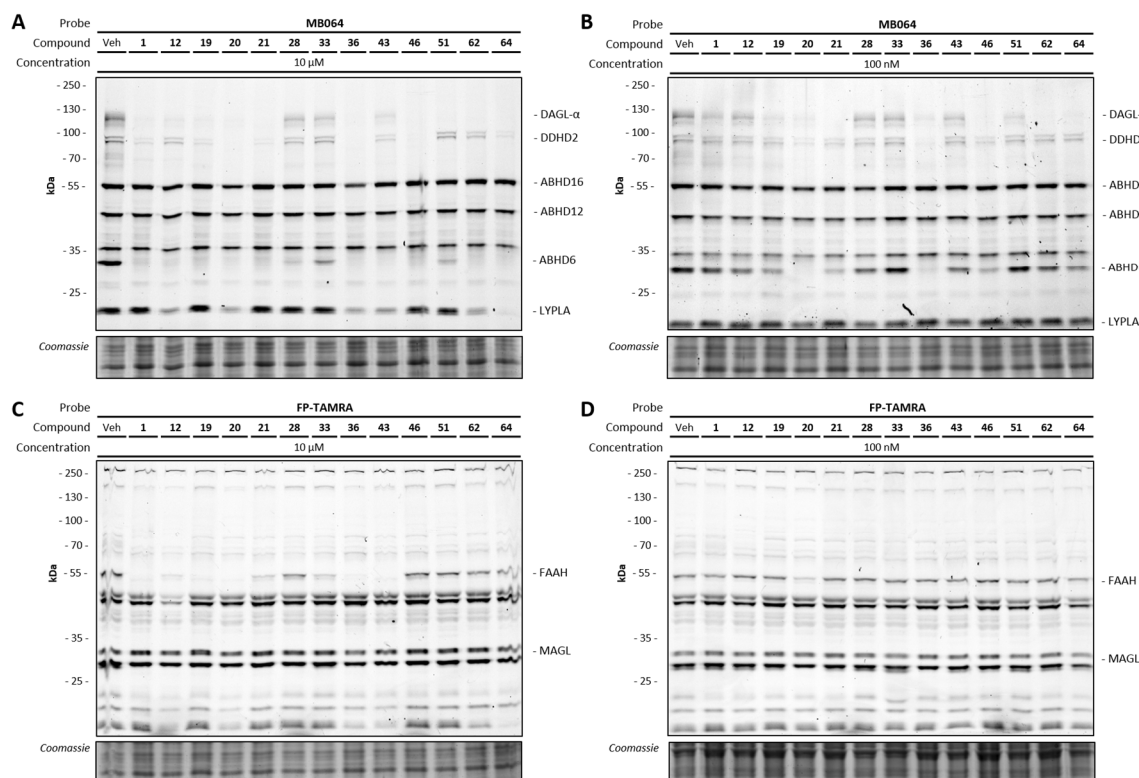 A
Probe MB064
Compound Veh 1 12 19 20 21 28 33 36 43 46 51 62 64
Concentration 10 µM
kDa
- 250 -
- 130 -
- 100 -
- 70 -
- 55 -
- 35 -
- 25 -
- DAGL-α
- DDHD2
- ABHD16
- ABHD12
- ABHD6
- LYPLA
Coomassie
B
Probe MB064
Compound Veh 1 12 19 20 21 28 33 36 43 46 51 62 64
Concentration 100 nM
kDa
- 250 -
- 130 -
- 100 -
- 70 -
- 55 -
- 35 -
- 25 -
- DAGL-
- DDHD
- ABHD
- ABHD
- ABHD
- LYPLA
Coomassie
C
Probe FP-TAMRA
Compound Veh 1 12 19 20 21 28 33 36 43 46 51 62 64
Concentration 10 µM
kDa
- 250 -
- 130 -
- 100 -
- 70 -
- 55 -
- 35 -
- 25 -
- FAAH
- MAGL
Coomassie
D
Probe FP-TAMRA
Compound Veh 1 12 19 20 21 28 33 36 43 46 51 62 64
Concentration 100 nM
kDa
- 250 -
- 130 -
- 100 -
- 70 -
- 55 -
- 35 -
- 25 -
- FAAH
- MAGL
Coomassie